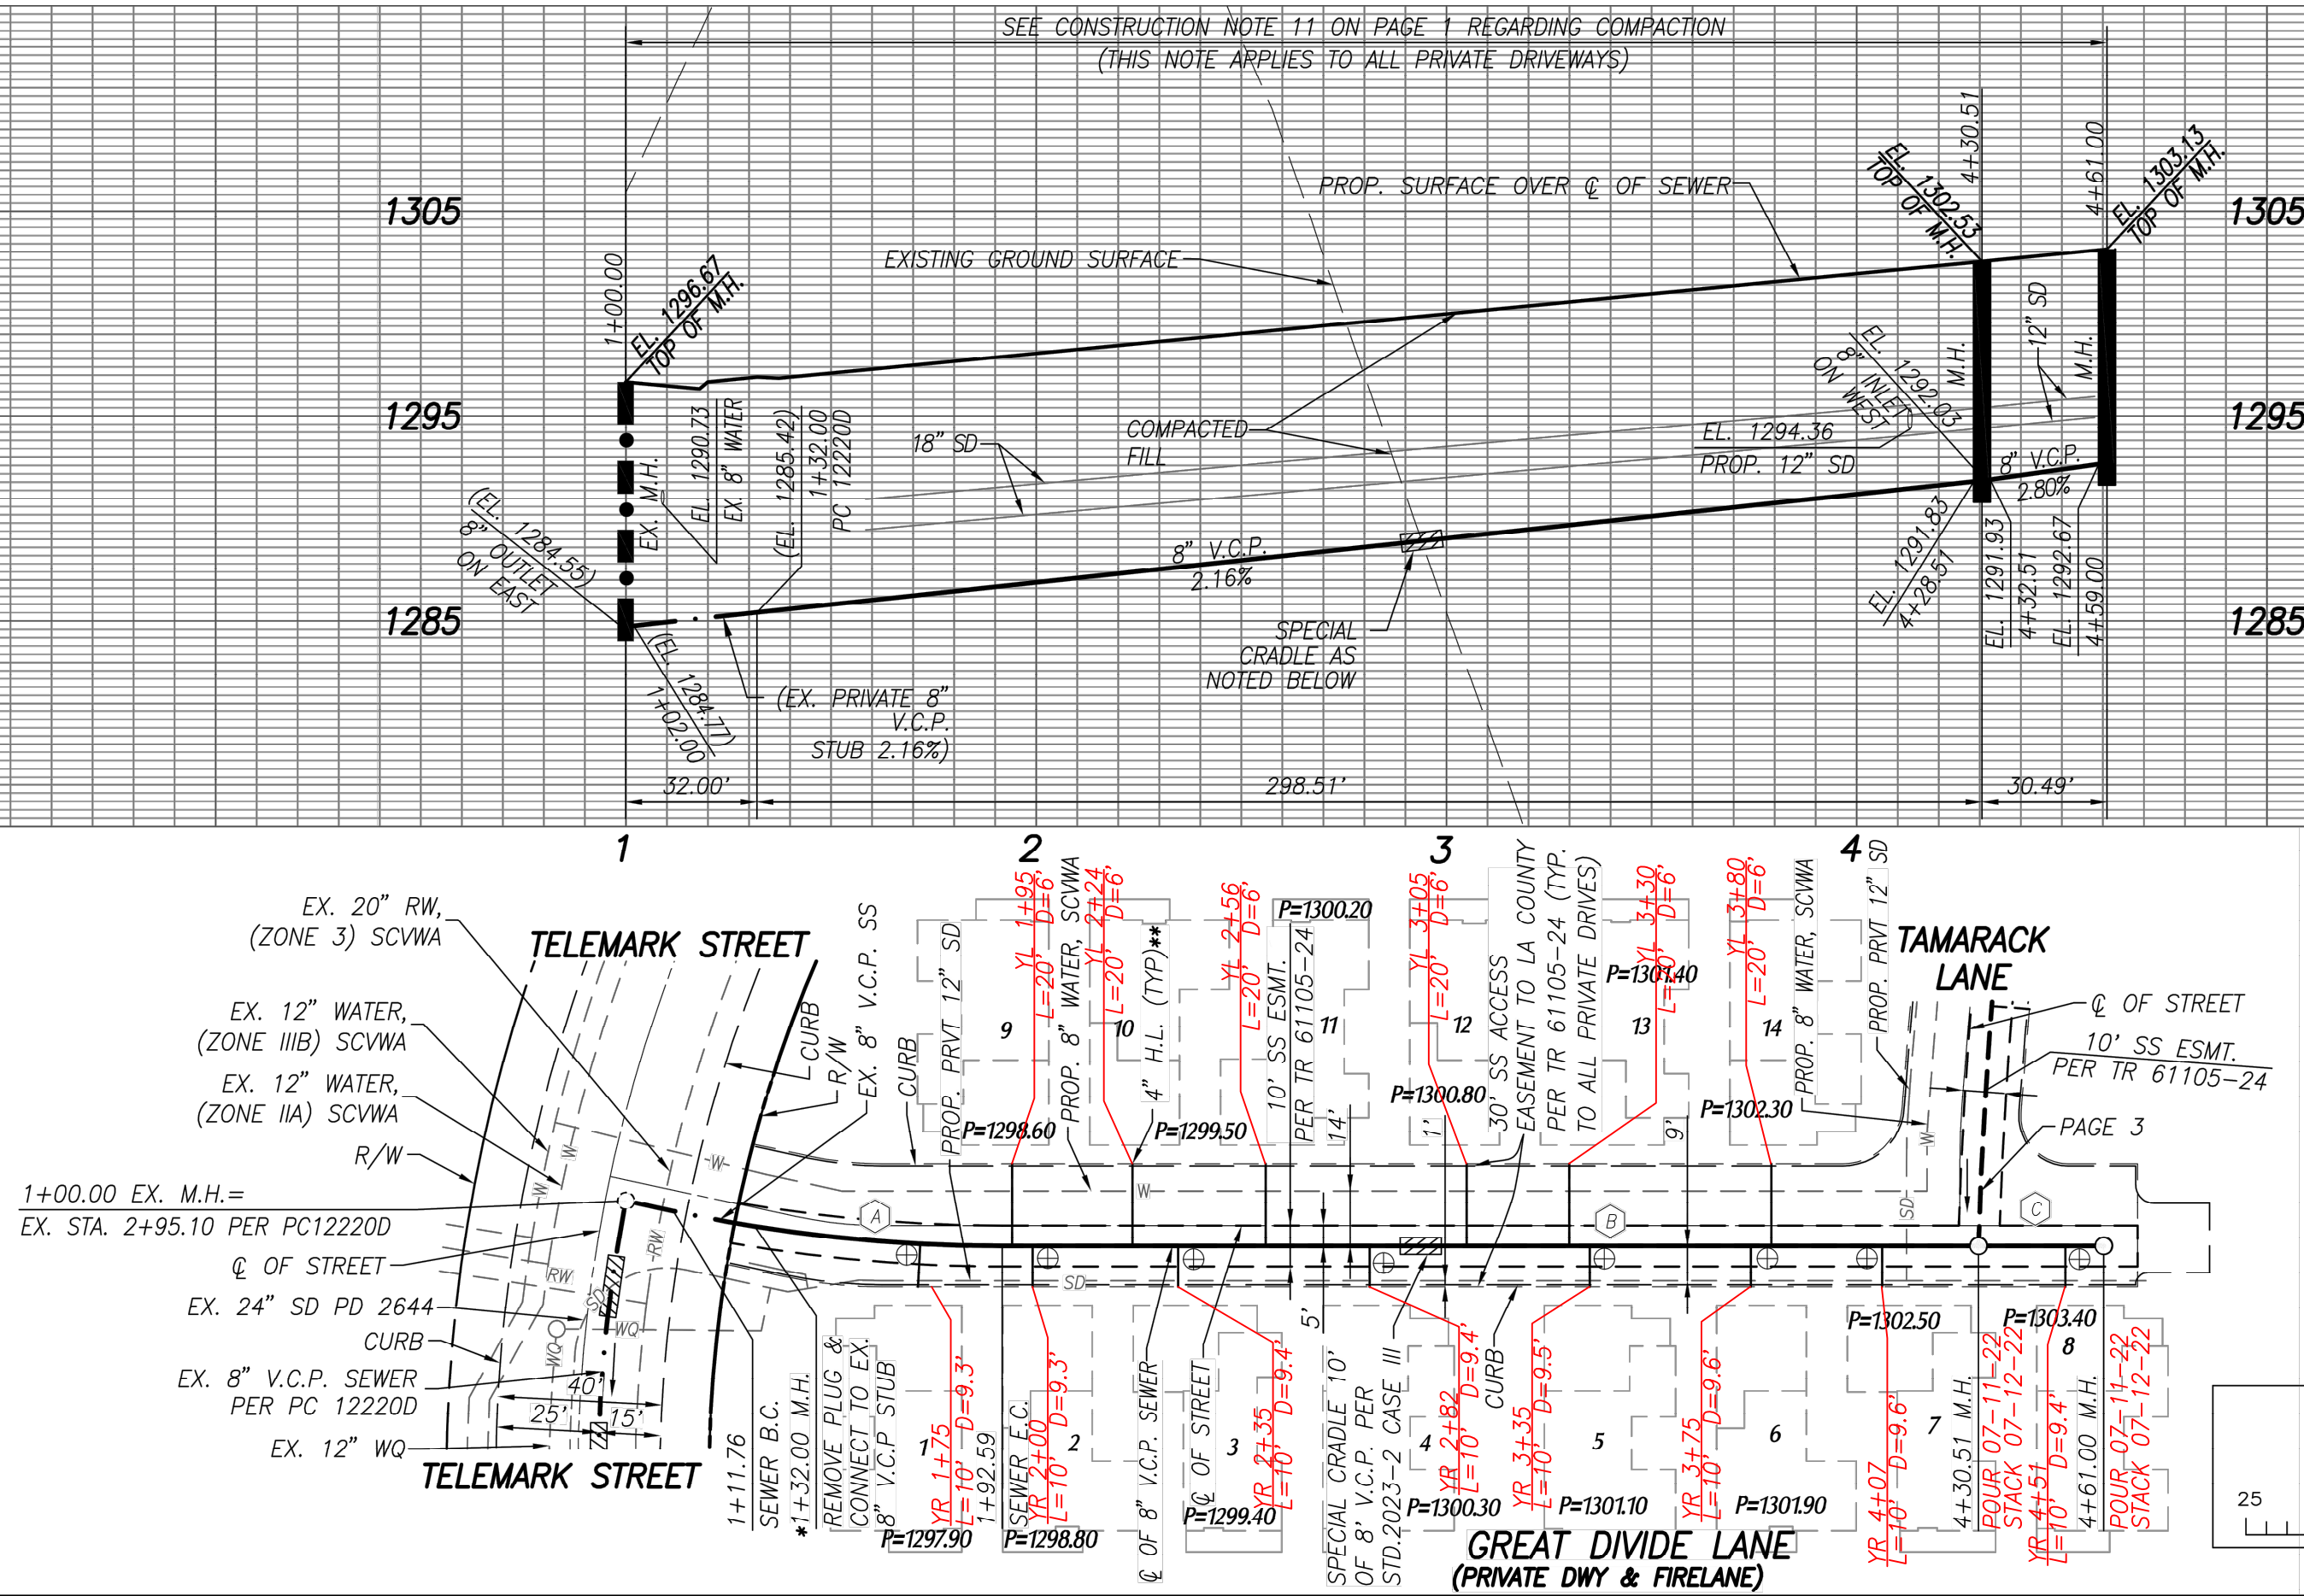 SEE CONSTRUCTION NOTE 11 ON PAGE 1 REGARDING COMPACTION
(THIS NOTE APPLIES TO ALL PRIVATE DRIVEWAYS)
1305
1305
1295
1295
1285
1285
1+00.00
EL. 1296.67
TOP OF M.H.
EXISTING GROUND SURFACE
PROP. SURFACE OVER ℄ OF SEWER
EL. 1302.53
TOP OF M.H.
4+30.51
4+61.00
EL. 1303.13
TOP OF M.H.
EX. M.H.
EL. 1290.73
EX. 8" WATER
(EL. 1285.42)
1+32.00
PC 12220D
18" SD
COMPACTED
FILL
EL. 1294.36
PROP. 12" SD
EL. 1292.03
8" INLET
ON WEST
M.H.
12" SD
M.H.
8" V.C.P.
2.80%
(EL. 1284.55)
8" OUTLET
ON EAST
8" V.C.P.
2.16%
EL. 1291.83
4+28.51
EL. 1291.93
4+32.51
EL. 1292.67
4+59.00
(EL. 1284.77)
1+02.00
(EX. PRIVATE 8"
V.C.P.
STUB 2.16%)
SPECIAL
CRADLE AS
NOTED BELOW
32.00'
298.51'
30.49'
1
2
3
4
EX. 20" RW,
(ZONE 3) SCVWA
EX. 12" WATER,
(ZONE IIIB) SCVWA
EX. 12" WATER,
(ZONE IIA) SCVWA
R/W
1+00.00 EX. M.H.=
EX. STA. 2+95.10 PER PC12220D
℄ OF STREET
EX. 24" SD PD 2644
CURB
EX. 8" V.C.P. SEWER
PER PC 12220D
EX. 12" WQ
TELEMARK STREET
TELEMARK STREET
40'
25'
15'
W
W
W
W
W
RW
RW
SD
SD
SD
WQ
WQ
CURB
R/W
EX. 8" V.C.P. SS
CURB
PROP. PRVT 12" SD
YL 1+95
L=20' D=6'
PROP. 8" WATER, SCVWA
YL 2+24
L=20' D=6'
4" H.L. (TYP)**
YL 2+56
L=20' D=6'
10' SS ESMT.
PER TR 61105-24
14'
YL 3+05
L=20' D=6'
1'
30' SS ACCESS
EASEMENT TO LA COUNTY
PER TR 61105-24 (TYP.
TO ALL PRIVATE DRIVES)
YL 3+30
L=20' D=6'
9'
YL 3+80
L=20' D=6'
PROP. 8" WATER, SCVWA
PROP. PRVT 12" SD
9
10
11
12
13
14
P=1298.60
P=1299.50
P=1300.20
P=1300.80
P=1301.40
P=1302.30
TAMARACK
LANE
℄ OF STREET
10' SS ESMT.
PER TR 61105-24
PAGE 3
A
B
C
1+11.76
SEWER B.C.
*1+32.00 M.H.
REMOVE PLUG &
CONNECT TO EX.
8" V.C.P STUB
YR 1+75
L=10' D=9.3'
1+92.59
SEWER E.C.
YR 2+00
L=10' D=9.3'
℄ OF 8" V.C.P. SEWER
℄ OF STREET
YR 2+35
L=10' D=9.4'
5'
SPECIAL CRADLE 10'
OF 8' V.C.P. PER
STD.2023-2 CASE III
YR 2+82
L=10' D=9.4'
CURB
YR 3+35
L=10' D=9.5'
YR 3+75
L=10' D=9.6'
YR 4+07
L=10' D=9.6'
4+30.51 M.H.
POUR 07-11-22
STACK 07-12-22
YR 4+51
L=10' D=9.4'
4+61.00 M.H.
POUR 07-11-22
STACK 07-12-22
1
2
3
4
5
6
7
8
P=1297.90
P=1298.80
P=1299.40
P=1300.30
P=1301.10
P=1301.90
P=1302.50
P=1303.40
GREAT DIVIDE LANE
(PRIVATE DWY & FIRELANE)
25